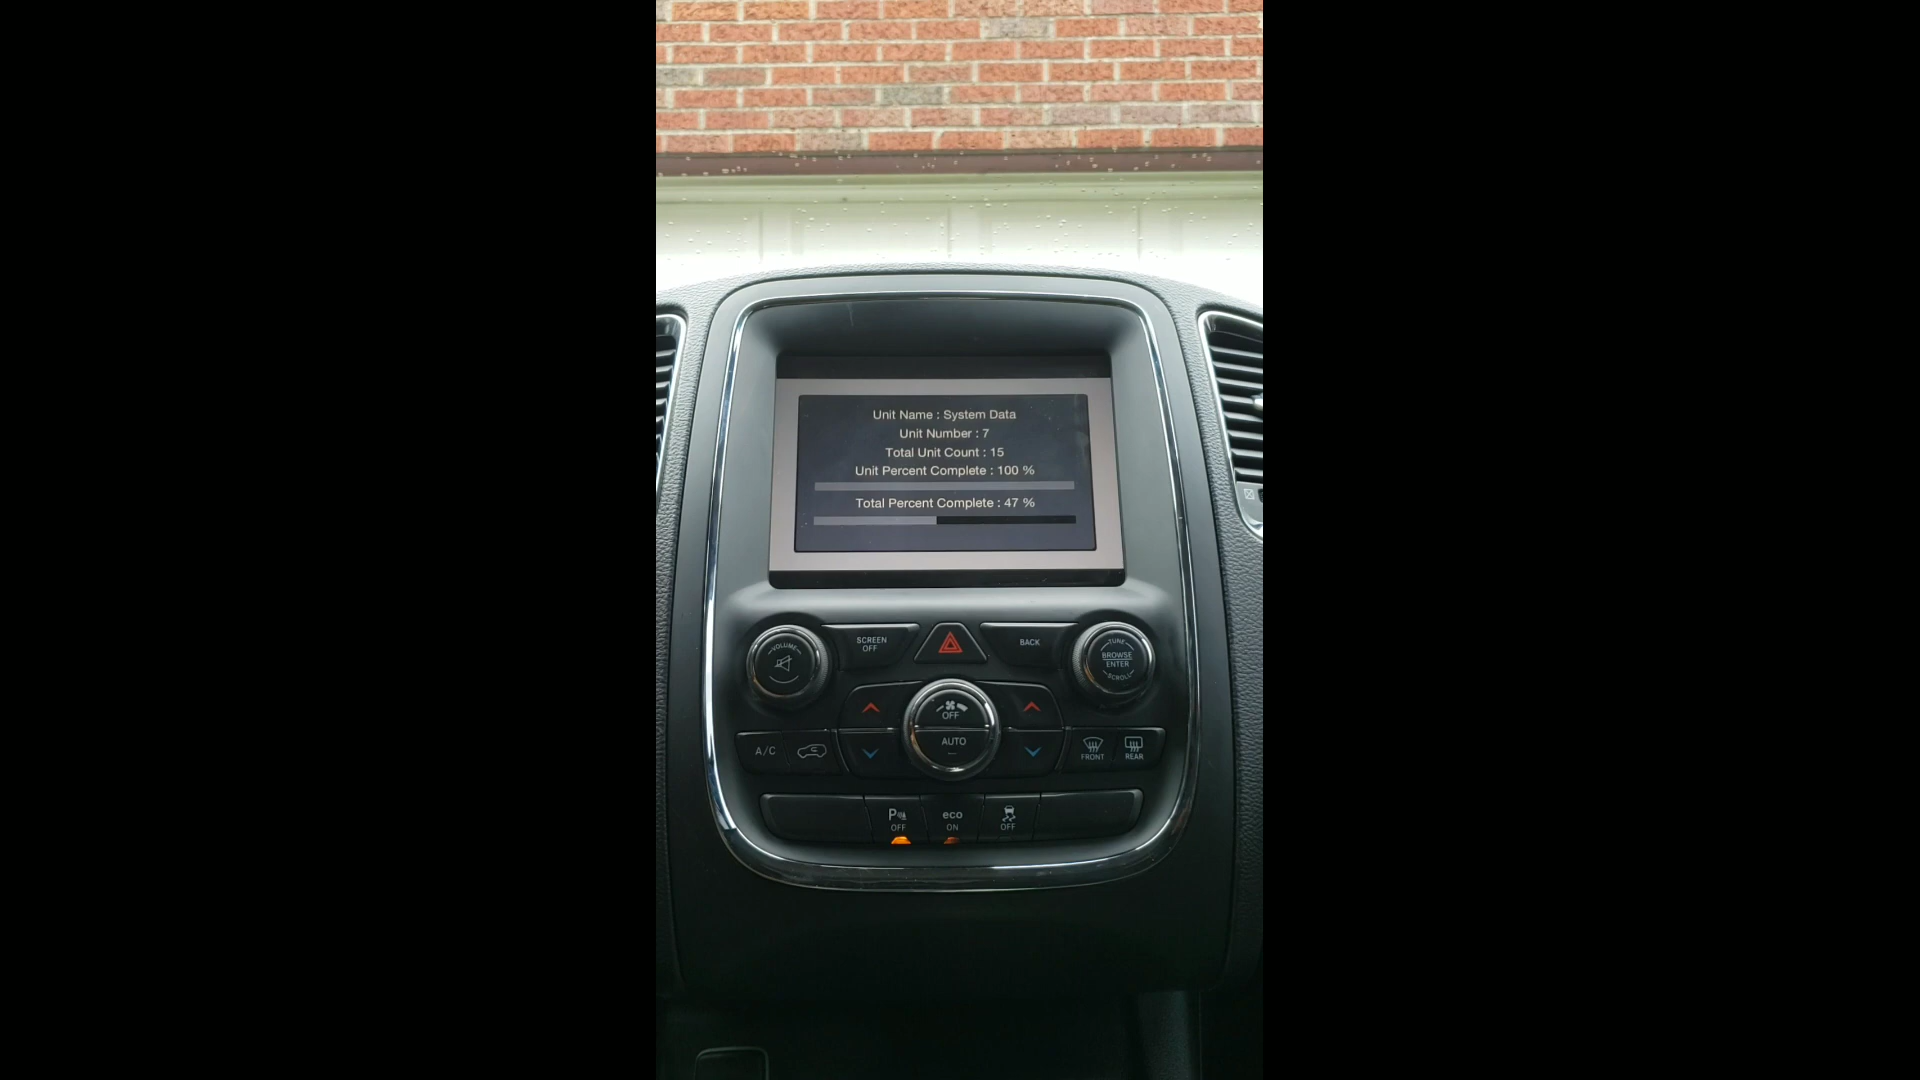 Unit Name : System Data
Unit Number : 7
Total Unit Count : 15
Unit Percent Complete : 100 %
Total Percent Complete : 47 %
VOLUME
SCREEN
OFF
BACK
TUNE
BROWSE
ENTER
SCROLL
OFF
AUTO
A/C
FRONT
REAR
P
OFF
eco
ON
OFF